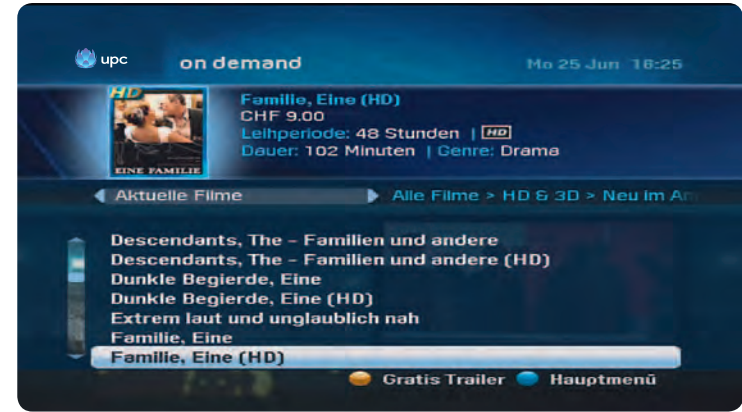 upc on demand Mo 25 Jun 16:25
HD
EINE FAMILIE
Familie, Eine (HD)
CHF 9.00
Leihperiode: 48 Stunden | HD
Dauer: 102 Minuten | Genre: Drama
Aktuelle Filme Alle Filme > HD & 3D > Neu im
Descendants, The – Familien und andere
Descendants, The – Familien und andere (HD)
Dunkle Begierde, Eine
Dunkle Begierde, Eine (HD)
Extrem laut und unglaublich nah
Familie, Eine
Familie, Eine (HD)
Gratis Trailer Hauptmenü